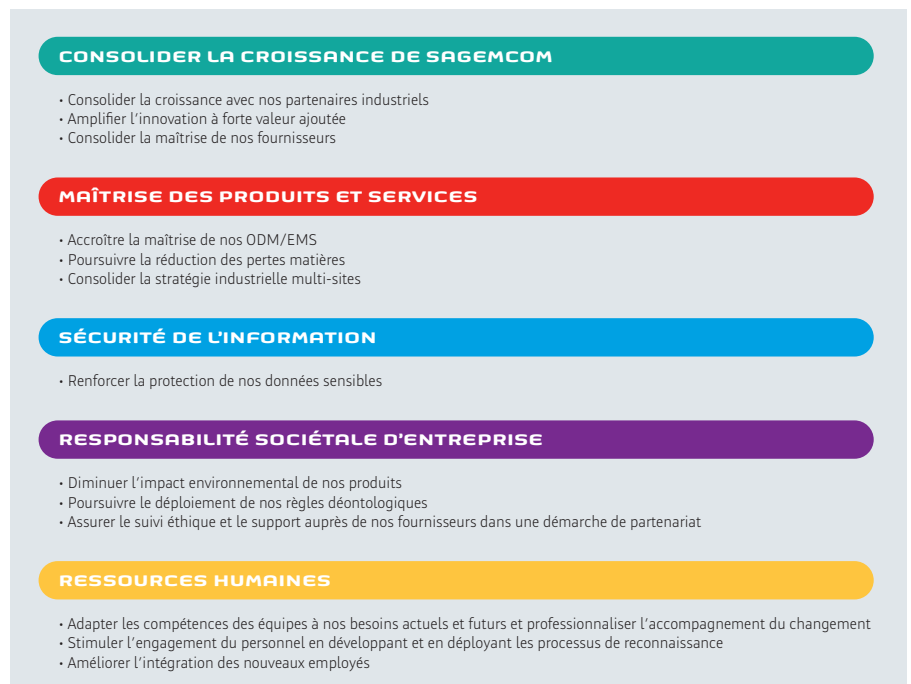 CONSOLIDER LA CROISSANCE DE SAGEMCOM
• Consolider la croissance avec nos partenaires industriels
• Amplifier l'innovation à forte valeur ajoutée
• Consolider la maîtrise de nos fournisseurs
MAÎTRISE DES PRODUITS ET SERVICES
• Accroître la maîtrise de nos ODM/EMS
• Poursuivre la réduction des pertes matières
• Consolider la stratégie industrielle multi-sites
SÉCURITÉ DE L'INFORMATION
• Renforcer la protection de nos données sensibles
RESPONSABILITÉ SOCIÉTALE D'ENTREPRISE
• Diminuer l'impact environnemental de nos produits
• Poursuivre le déploiement de nos règles déontologiques
• Assurer le suivi éthique et le support auprès de nos fournisseurs dans une démarche de partenariat
RESSOURCES HUMAINES
• Adapter les compétences des équipes à nos besoins actuels et futurs et professionnaliser l'accompagnement du changement
• Stimuler l'engagement du personnel en développant et en déployant les processus de reconnaissance
• Améliorer l'intégration des nouveaux employés